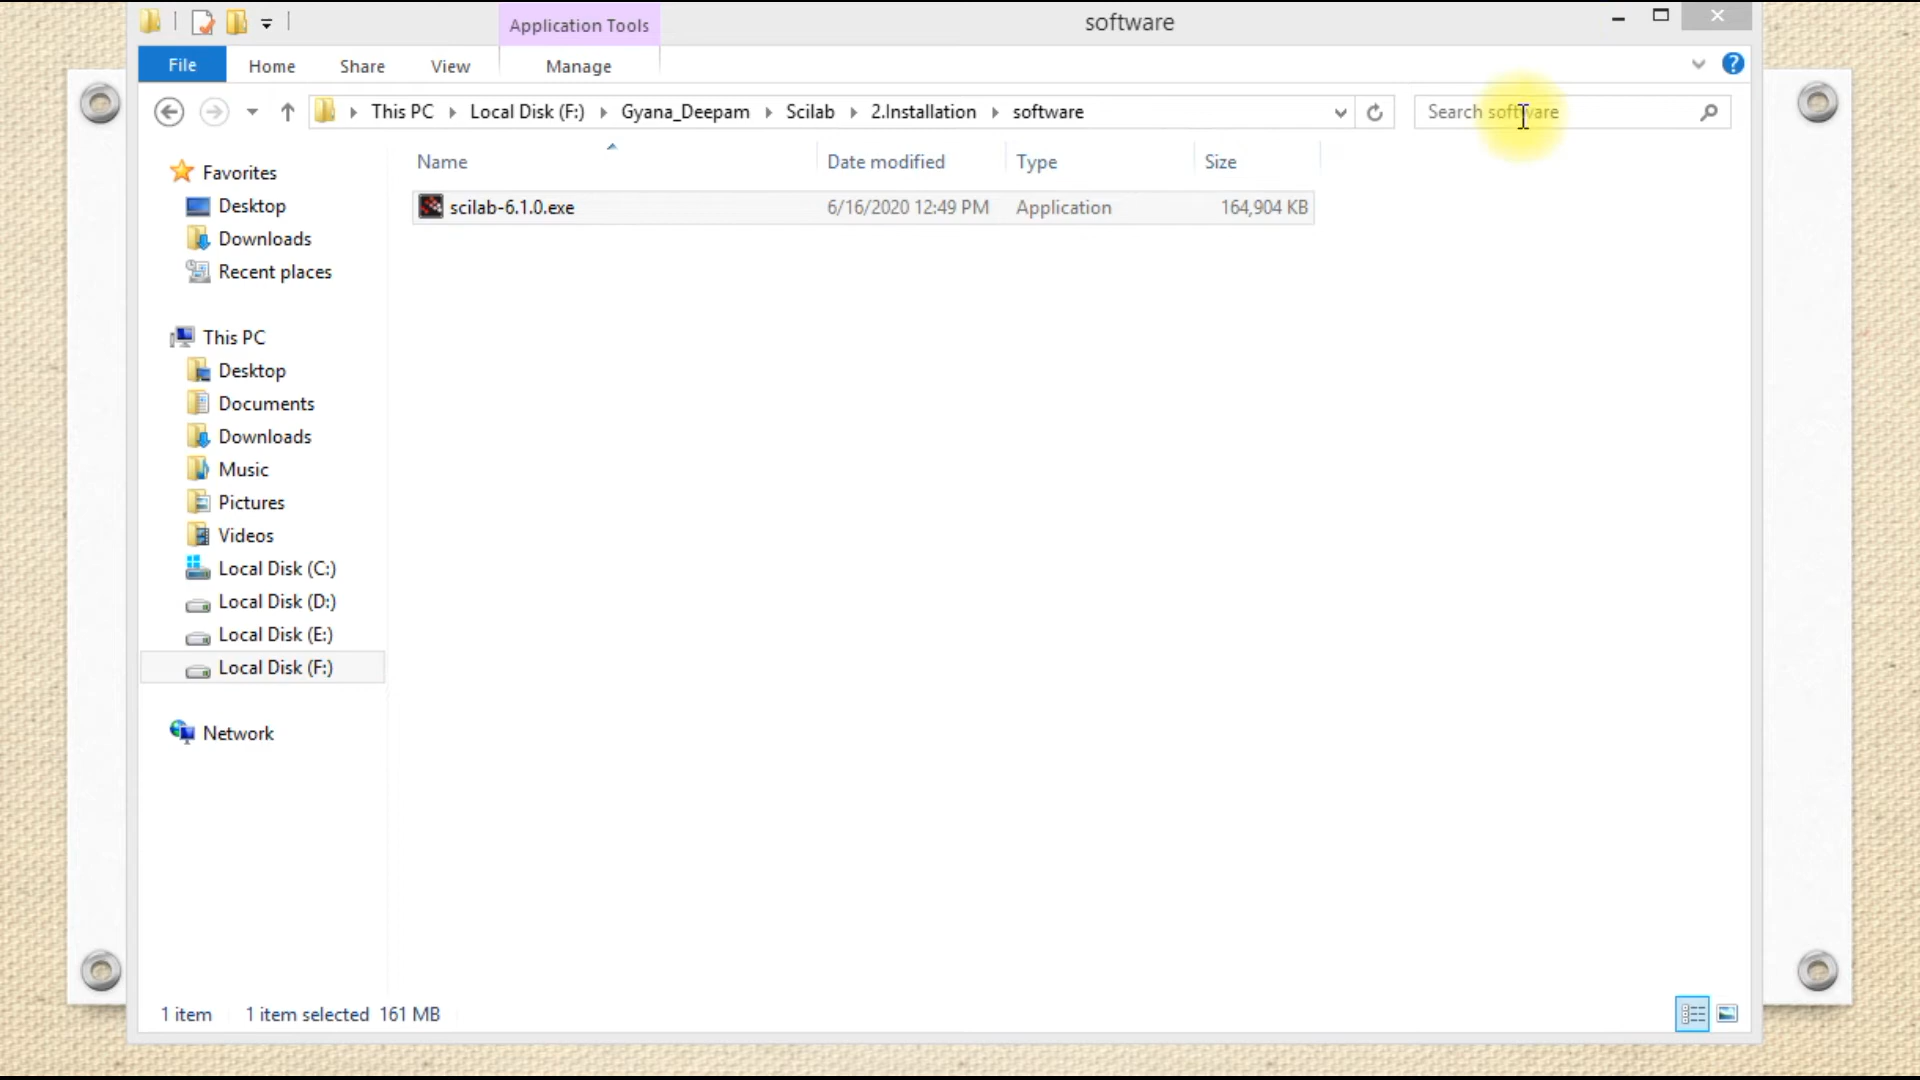 Application Tools
software
File
Home
Share
View
Manage
This PC
Local Disk (F:)
Gyana_Deepam
Scilab
2.Installation
software
Search software
Name
Date modified
Type
Size
scilab-6.1.0.exe
6/16/2020 12:49 PM
Application
164,904 KB
Favorites
Desktop
Downloads
Recent places
This PC
Desktop
Documents
Downloads
Music
Pictures
Videos
Local Disk (C:)
Local Disk (D:)
Local Disk (E:)
Local Disk (F:)
Network
1 item
1 item selected 161 MB